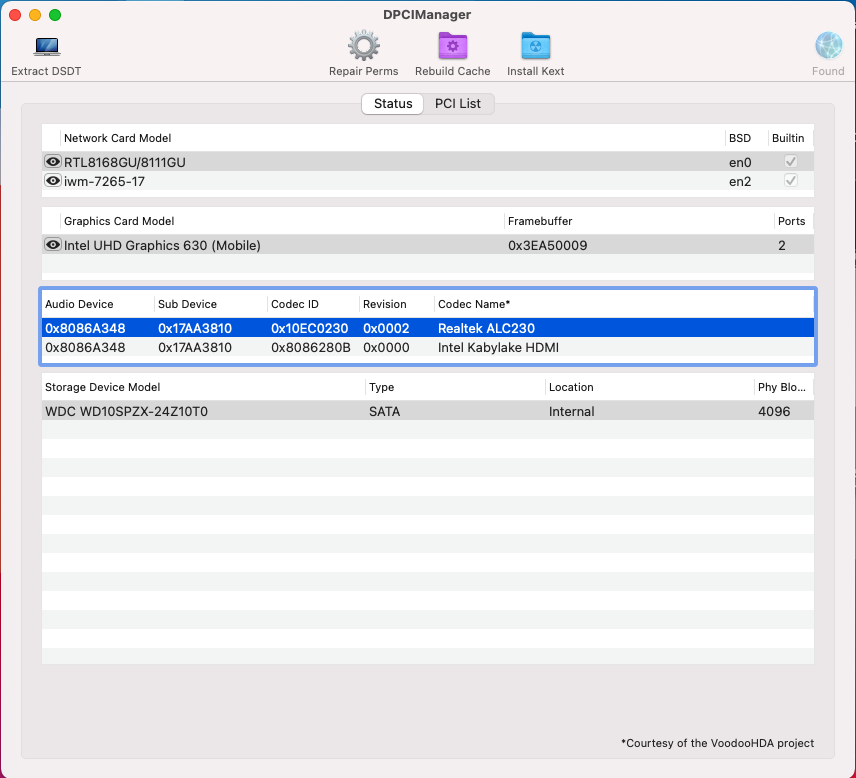 DPCIManager
Extract DSDT Repair Perms Rebuild Cache Install Kext Found
Status PCI List
Network Card Model BSD Builtin
RTL8168GU/8111GU en0
iwm-7265-17 en2
Graphics Card Model Framebuffer Ports
Intel UHD Graphics 630 (Mobile) 0x3EA50009 2
Audio Device Sub Device Codec ID Revision Codec Name*
0x8086A348 0x17AA3810 0x10EC0230 0x0002 Realtek ALC230
0x8086A348 0x17AA3810 0x8086280B 0x0000 Intel Kabylake HDMI
Storage Device Model Type Location Phy Blo...
WDC WD10SPZX-24Z10T0 SATA Internal 4096
*Courtesy of the VoodooHDA project